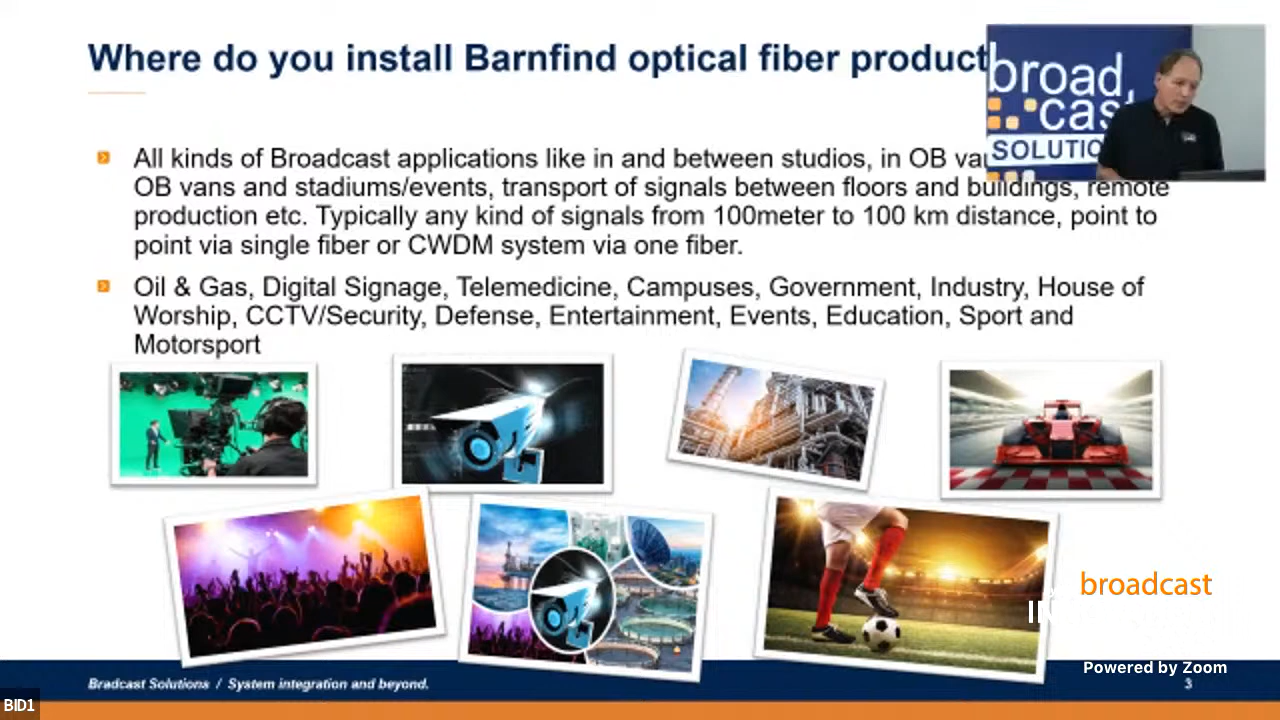 Where do you install Barnfind optical fiber product
broad
cast
SOLUTIO
All kinds of Broadcast applications like in and between studios, in OB
OB vans and stadiums/events, transport of signals between floors and buildings, remote
production etc. Typically any kind of signals from 100meter to 100 km distance, point to
point via single fiber or CWDM system via one fiber.
Oil & Gas, Digital Signage, Telemedicine, Campuses, Government, Industry, House of
Worship, CCTV/Security, Defense, Entertainment, Events, Education, Sport and
Motorsport
broadcast
Powered by Zoom
Bradcast Solutions / System integration and beyond.
3
BID1